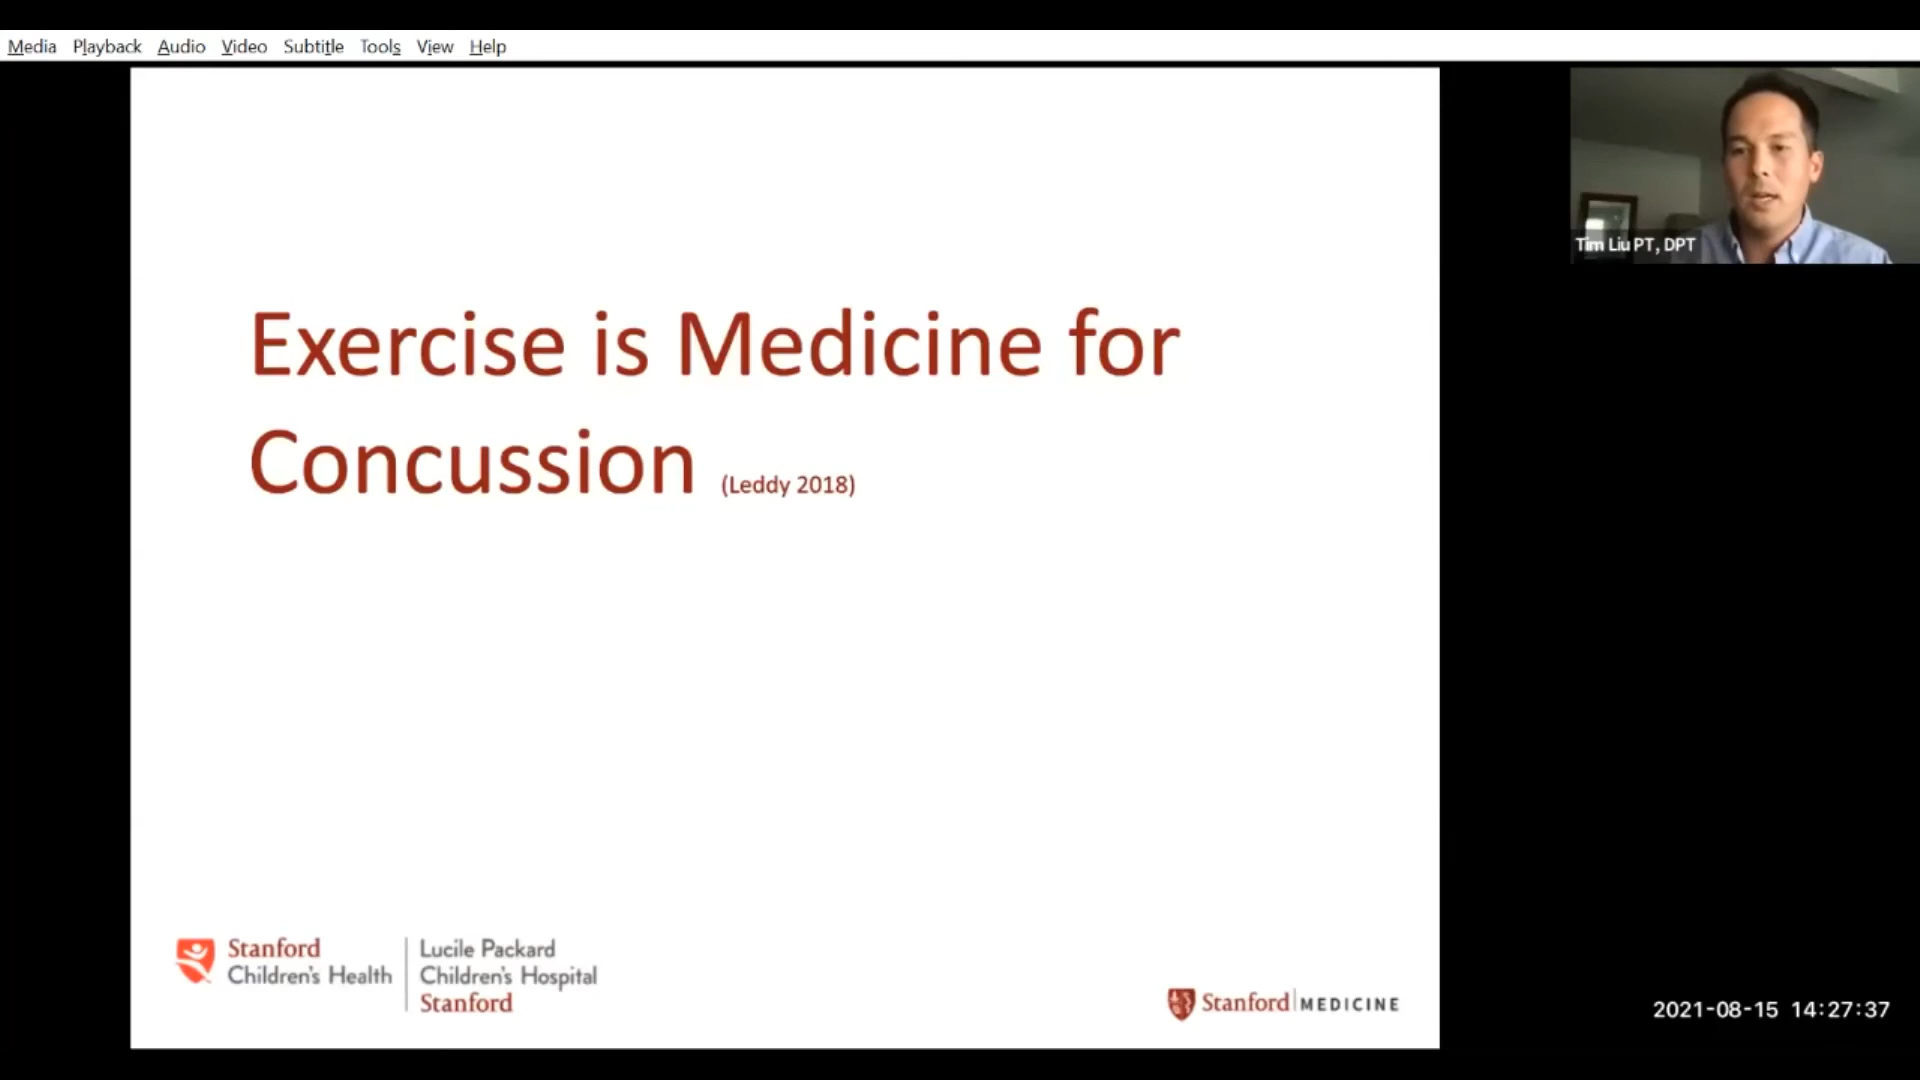 Media Playback Audio Video Subtitle Tools View Help
Tim Liu PT, DPT
Exercise is Medicine for
Concussion (Leddy 2018)
Stanford
Children's Health
Lucile Packard
Children's Hospital
Stanford
Stanford MEDICINE
2021-08-15 14:27:37